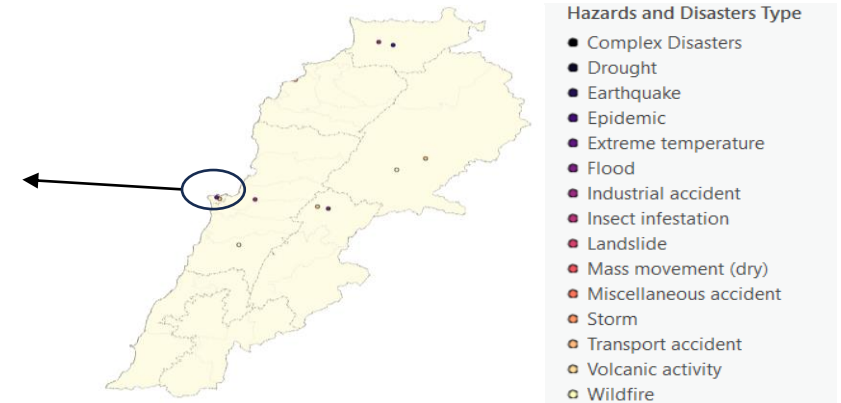 Hazards and Disasters Type
Complex Disasters
Drought
Earthquake
Epidemic
Extreme temperature
Flood
Industrial accident
Insect infestation
Landslide
Mass movement (dry)
Miscellaneous accident
Storm
Transport accident
Volcanic activity
Wildfire